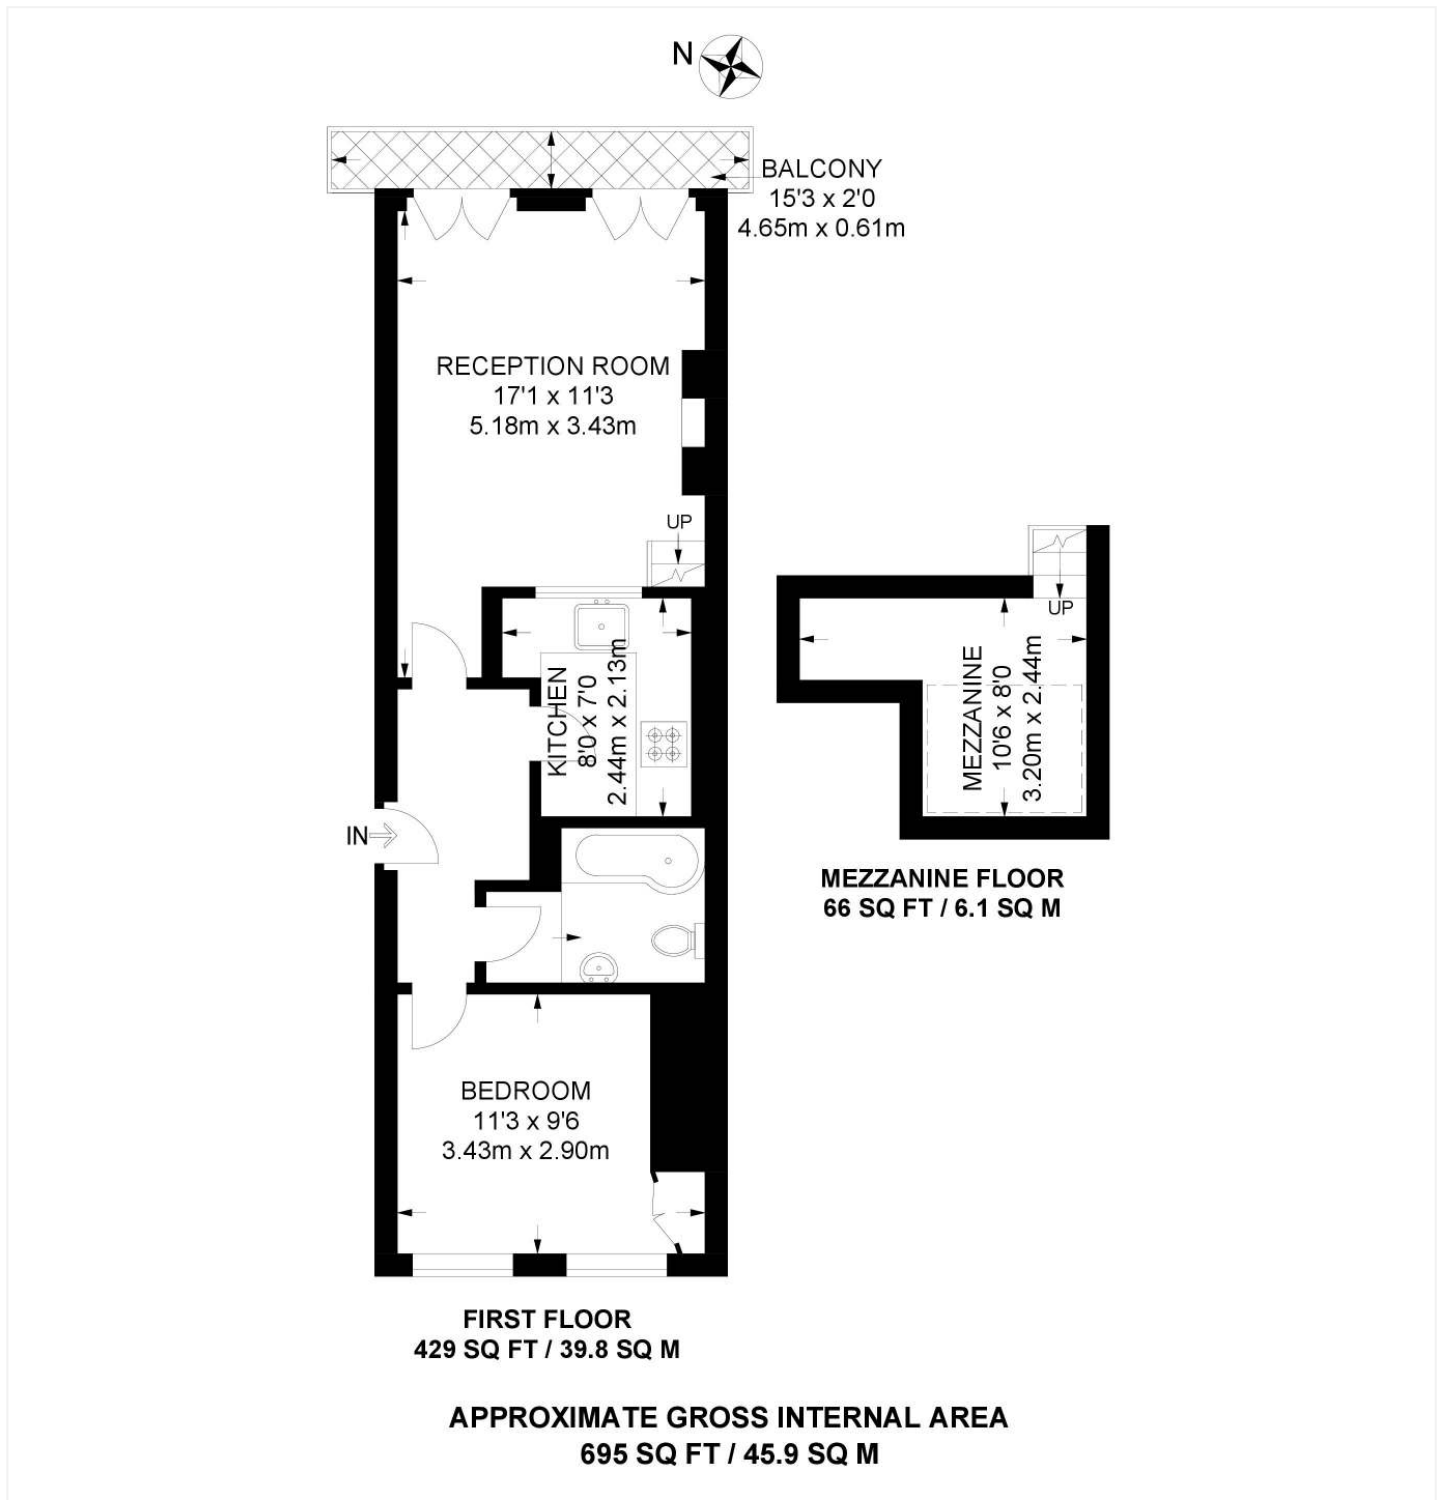 N
BALCONY
15'3 x 2'0
4.65m x 0.61m
RECEPTION ROOM
17'1 x 11'3
5.18m x 3.43m
UP
KITCHEN
8'0 x 7'0
2.44m x 2.13m
IN
BEDROOM
11'3 x 9'6
3.43m x 2.90m
FIRST FLOOR
429 SQ FT / 39.8 SQ M
UP
MEZZANINE
10'6 x 8'0
3.20m x 2.44m
MEZZANINE FLOOR
66 SQ FT / 6.1 SQ M
APPROXIMATE GROSS INTERNAL AREA
695 SQ FT / 45.9 SQ M